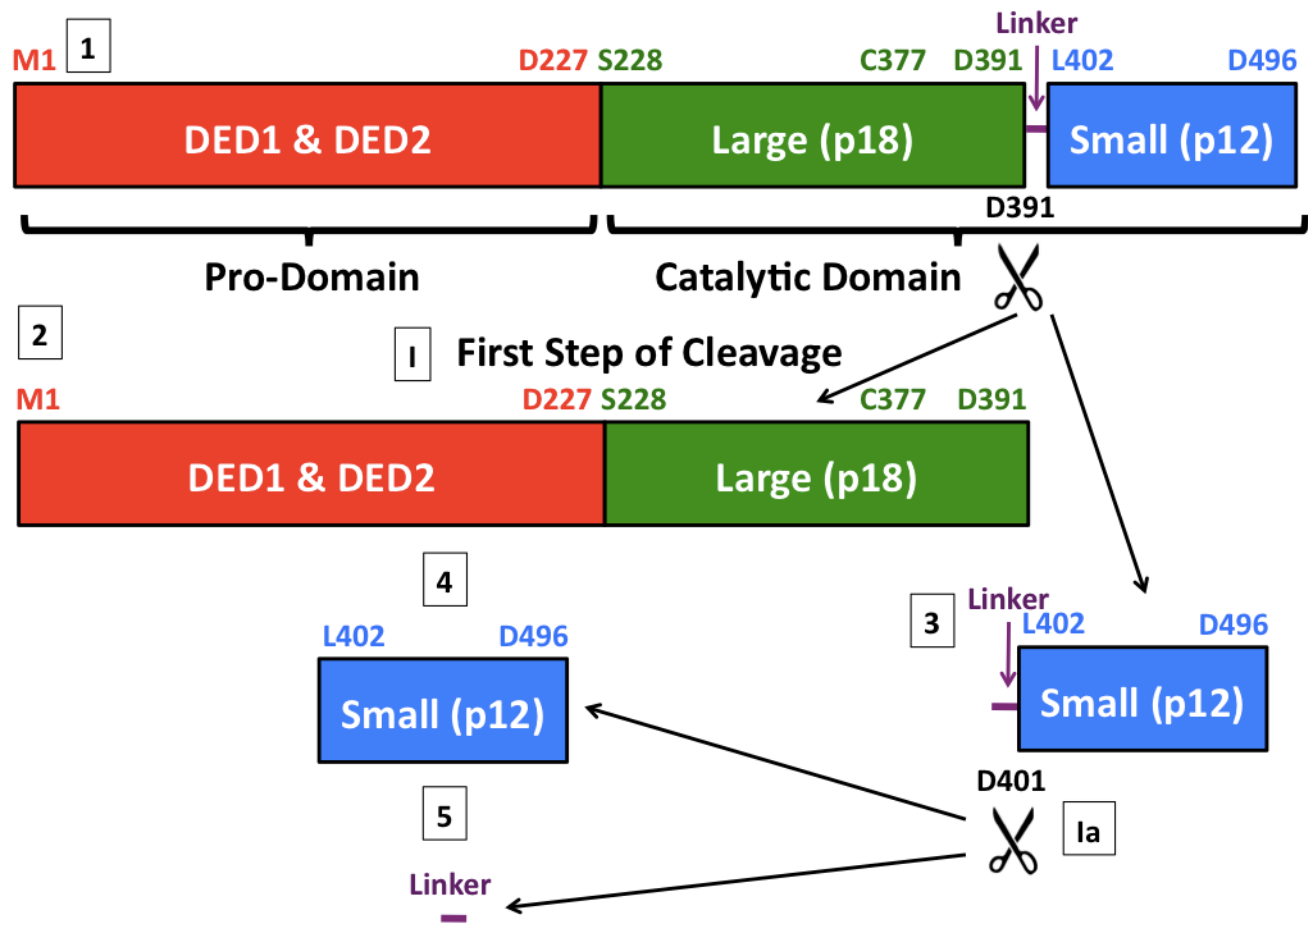 Linker
M1 1 D227 S228 C377 D391 L402 D496
DED1 & DED2 Large (p18) Small (p12)
D391
Pro-Domain Catalytic Domain
2
I First Step of Cleavage
M1 D227 S228 C377 D391
DED1 & DED2 Large (p18)
4
3 Linker
L402 D496 L402 D496
Small (p12) Small (p12)
D401
5 Ia
Linker